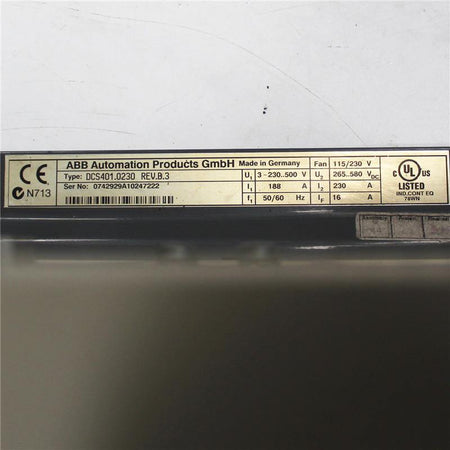 CE
N713
ABB Automation Products GmbH Made in Germany
Type: DCS401.0230 REV.B.3
Ser No: 0742929A10247222
Fan 115/230 V
U1 3~230..500 V U2 265..580 VDC
I1 188 A I2 230 A
f1 50/60 Hz IF 16 A
C UL US
LISTED
IND.CONT EQ